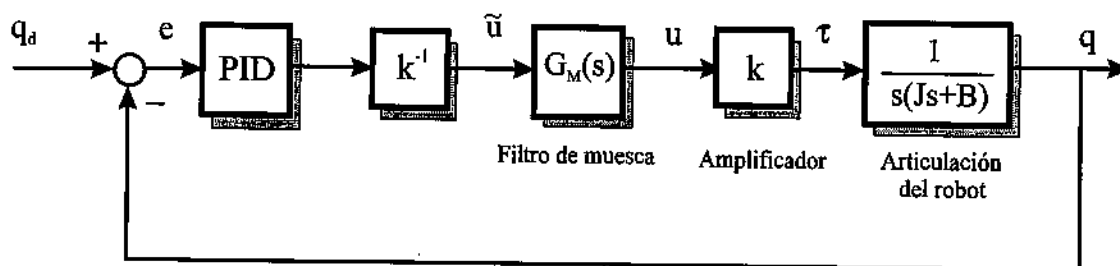 q_d
+
−
e
PID
k⁻¹
ũ
G_M(s)
Filtro de muesca
u
k
Amplificador
τ
1
s(Js+B)
Articulación
del robot
q